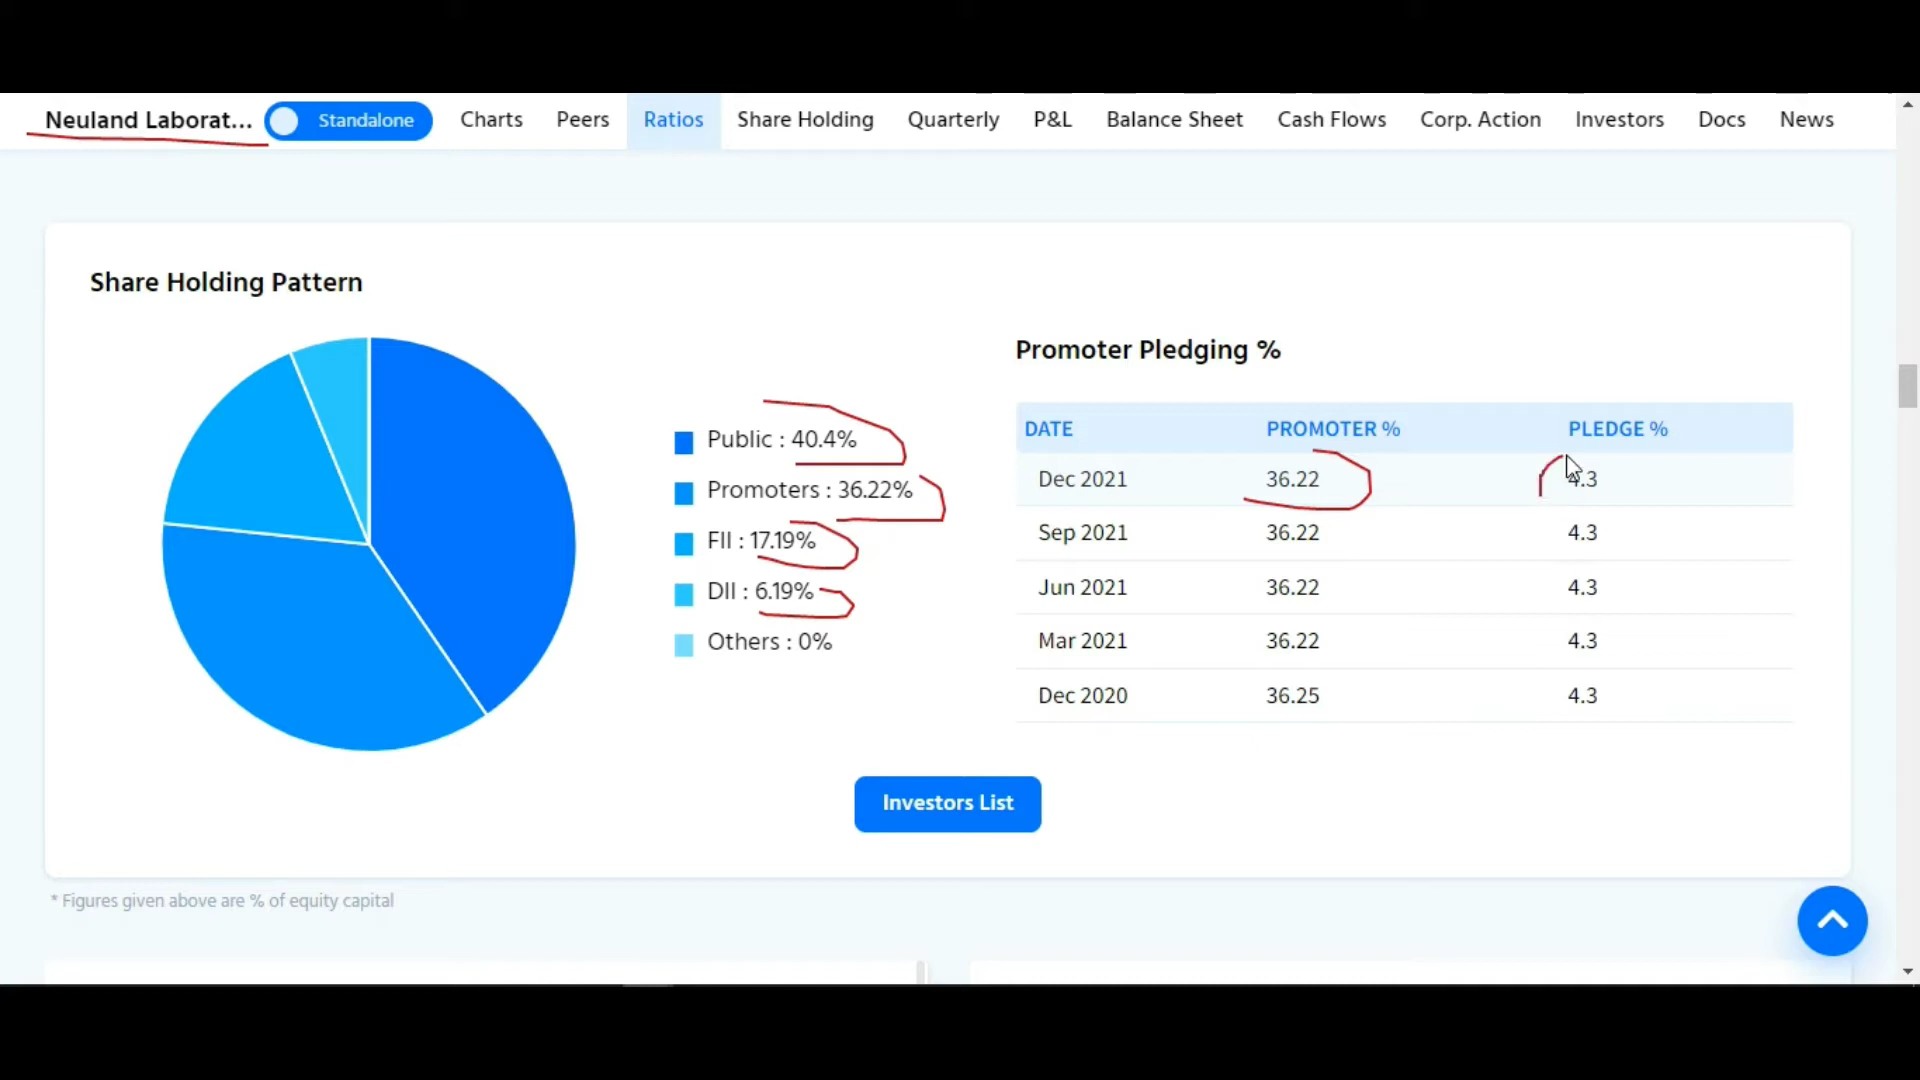 Neuland Laborat... Standalone Charts Peers Ratios Share Holding Quarterly P&L Balance Sheet Cash Flows Corp. Action Investors Docs News
Share Holding Pattern
Public : 40.4%
Promoters : 36.22%
FII : 17.19%
DII : 6.19%
Others : 0%
Promoter Pledging %
DATE PROMOTER % PLEDGE %
Dec 2021 36.22 4.3
Sep 2021 36.22 4.3
Jun 2021 36.22 4.3
Mar 2021 36.22 4.3
Dec 2020 36.25 4.3
Investors List
* Figures given above are % of equity capital